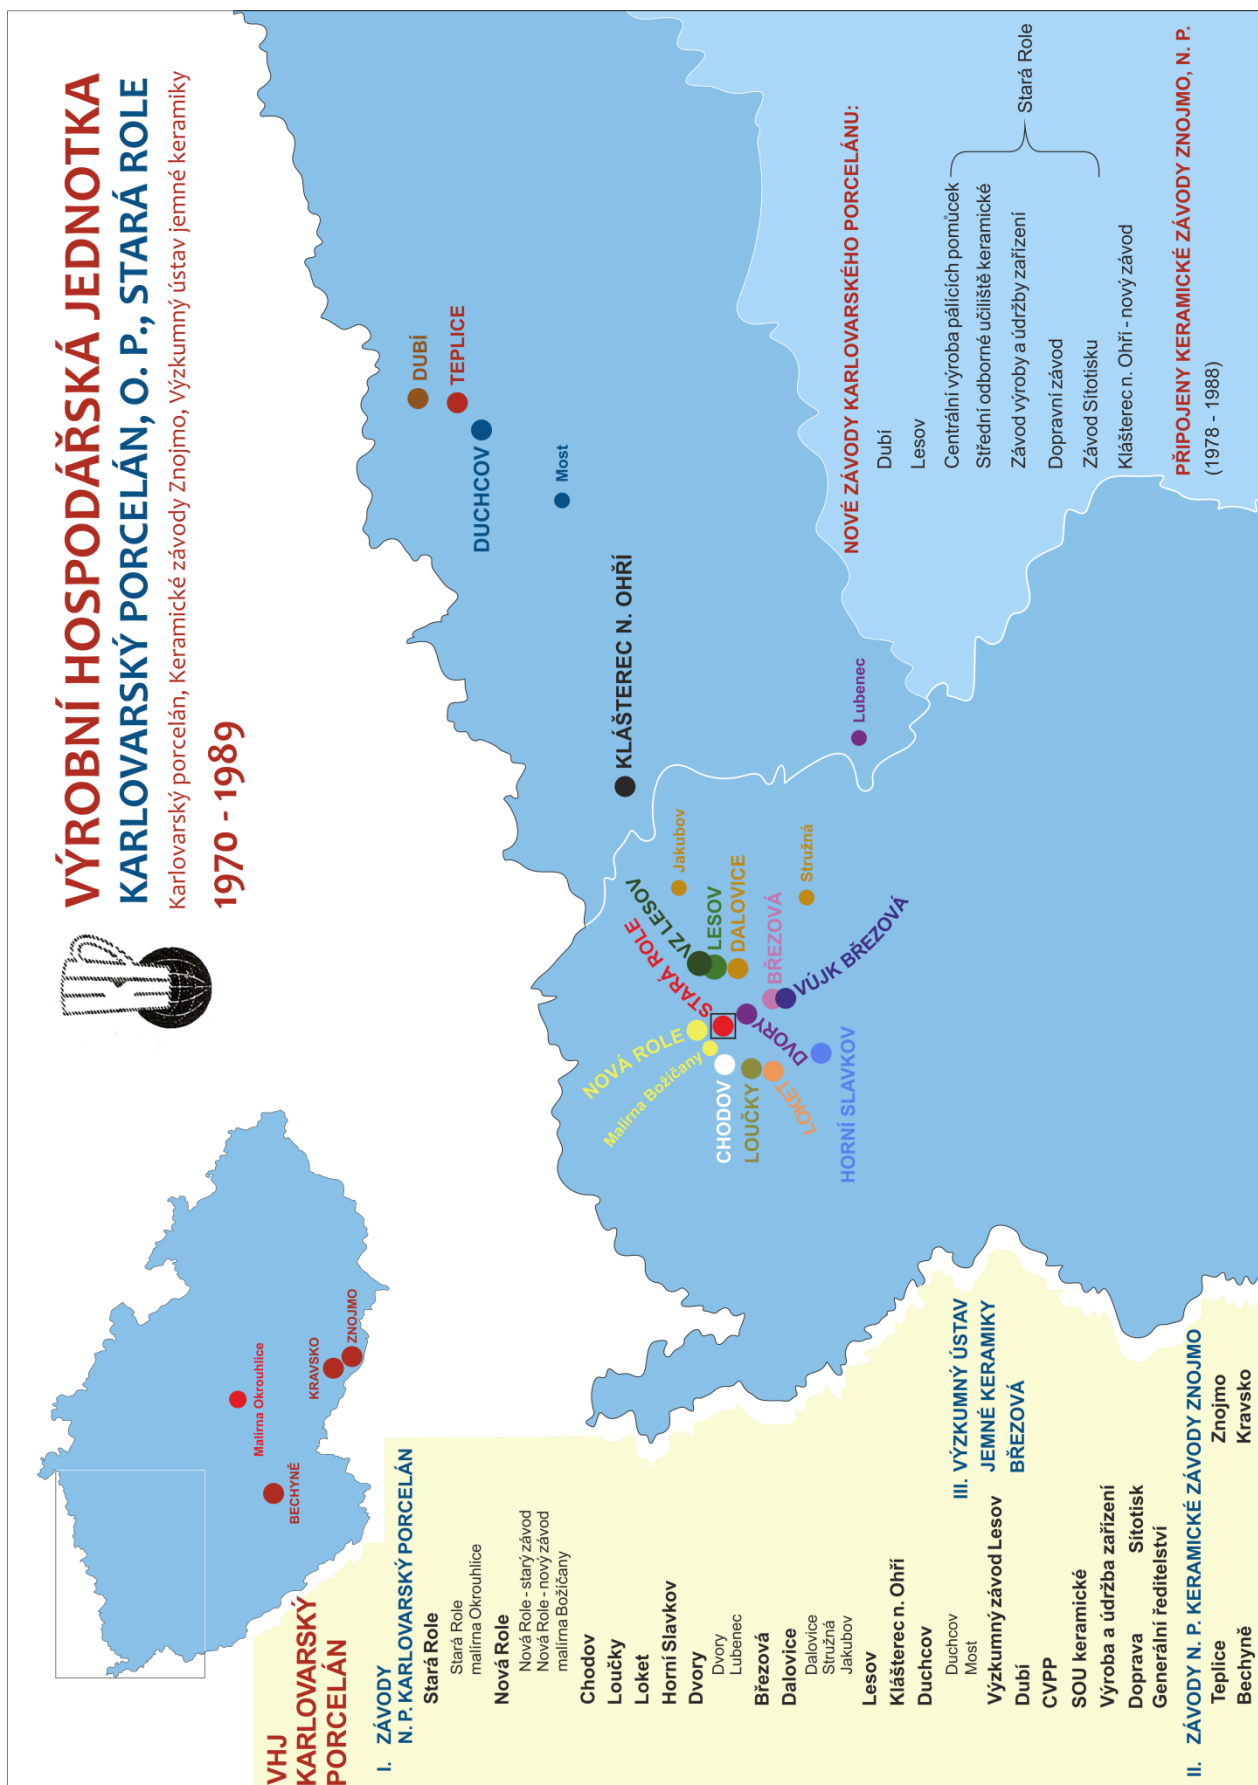 VÝROBNÍ HOSPODÁŘSKÁ JEDNOTKA
KARLOVARSKÝ PORCELÁN, O. P., STARÁ ROLE
Karlovarský porcelán, Keramické závody Znojmo, Výzkumný ústav jemné keramiky
1970 - 1989
Malírna Okrouhlice
KRAVSKO
ZNOJMO
BECHYNĚ
DUBÍ
TEPLICE
DUCHCOV
Most
KLÁŠTEREC N. OHŘÍ
Jakubov
VZ LESOV
LESOV
STARÁ ROLE
DALOVICE
NOVÁ ROLE
Malírna Božíčany
CHODOV
BŘEZOVÁ
Stružná
Lubenec
LOUČKY
DVORY
VÚJK BŘEZOVÁ
LOKET
HORNÍ SLAVKOV
NOVÉ ZÁVODY KARLOVARSKÉHO PORCELÁNU:
Dubí
Lesov
Centrální výroba pálících pomůcek
Střední odborné učiliště keramické
Závod výroby a údržby zařízení
Stará Role
Dopravní závod
Závod Sítotisku
Klášterec n. Ohří - nový závod
PŘIPOJENY KERAMICKÉ ZÁVODY ZNOJMO, N. P.
(1978 - 1988)
VHJ
KARLOVARSKÝ
PORCELÁN
I. ZÁVODY
N. P. KARLOVARSKÝ PORCELÁN
Stará Role
Stará Role
malírna Okrouhlice
Nová Role
Nová Role - starý závod
Nová Role - nový závod
malírna Božíčany
Chodov
Loučky
Loket
Horní Slavkov
Dvory
Dvory
Lubenec
Březová
Dalovice
Dalovice
Stružná
Jakubov
Lesov
Klášterec n. Ohří
Duchcov
Duchcov
Most
Výzkumný závod Lesov
Dubí
CVPP
SOU keramické
Výroba a údržba zařízení
Doprava Sítotisk
Generální ředitelství
III. VÝZKUMNÝ ÚSTAV
JEMNÉ KERAMIKY
BŘEZOVÁ
II. ZÁVODY N. P. KERAMICKÉ ZÁVODY ZNOJMO
Teplice Znojmo
Bechyně Kravsko